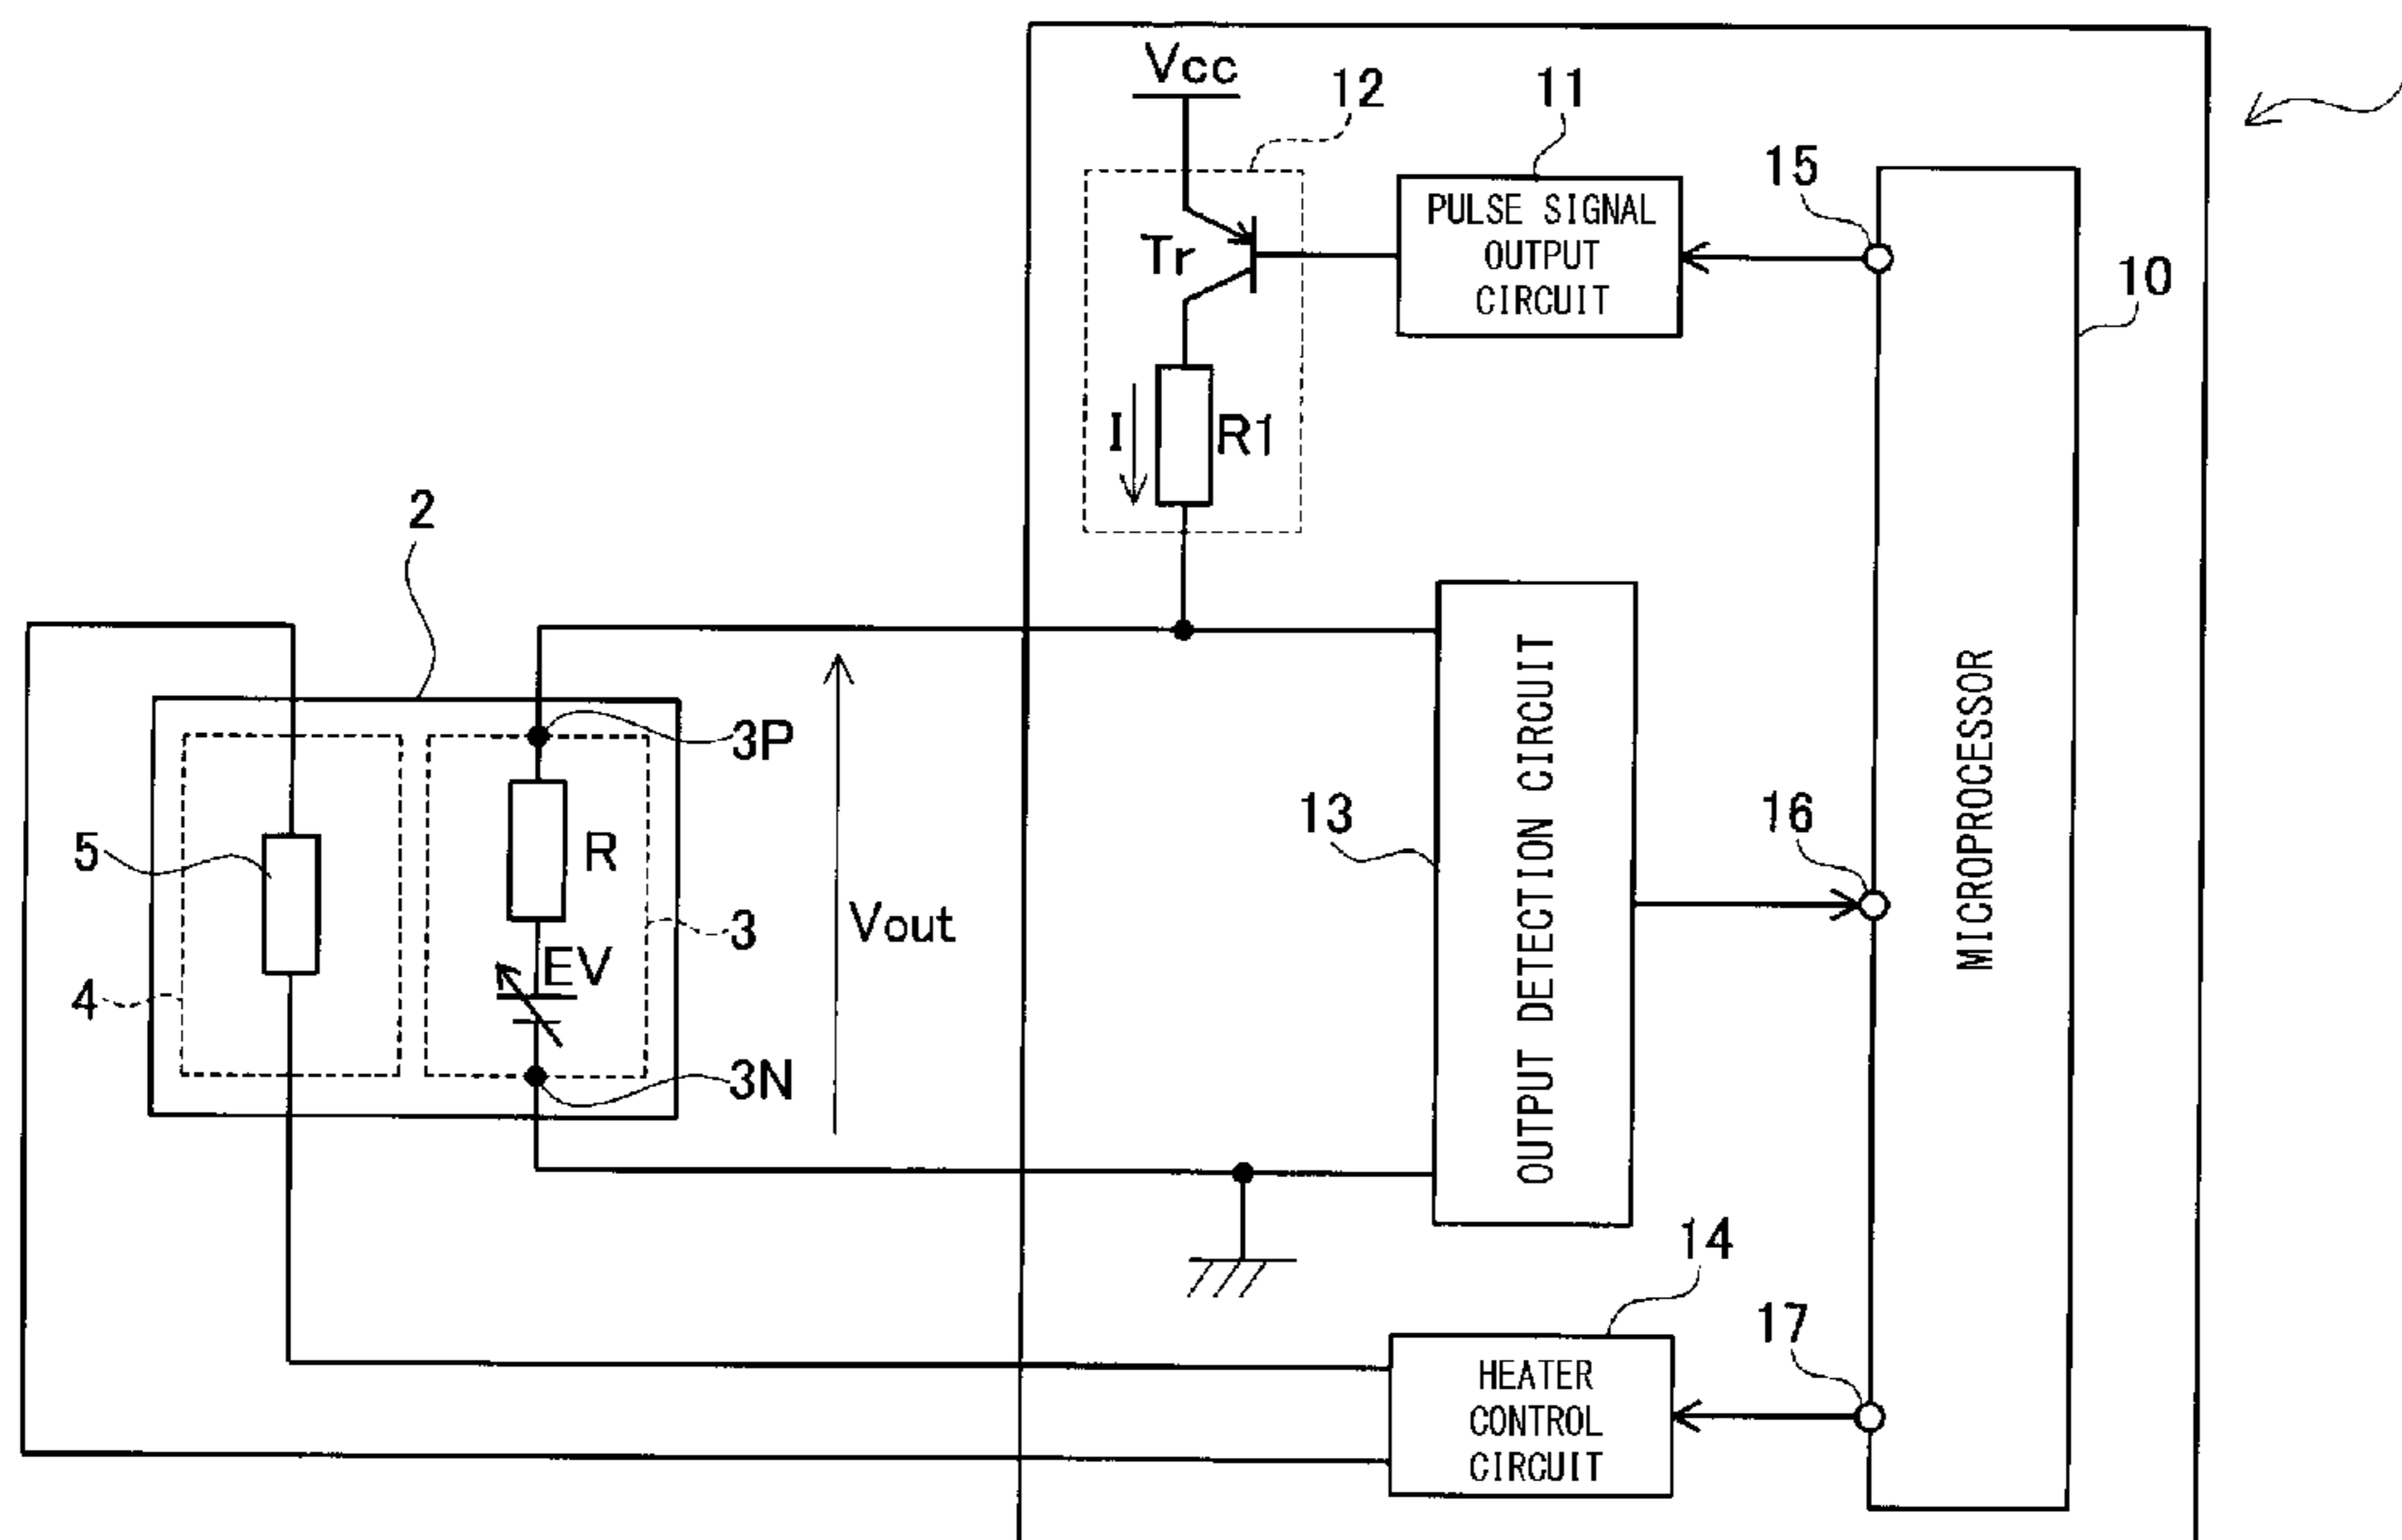 Vcc
12
11
15
PULSE SIGNAL
OUTPUT
CIRCUIT
Tr
10
I
R1
2
OUTPUT DETECTION CIRCUIT
MICROPROCESSOR
3P
13
16
5
R
3
Vout
EV
4
3N
14
17
HEATER
CONTROL
CIRCUIT